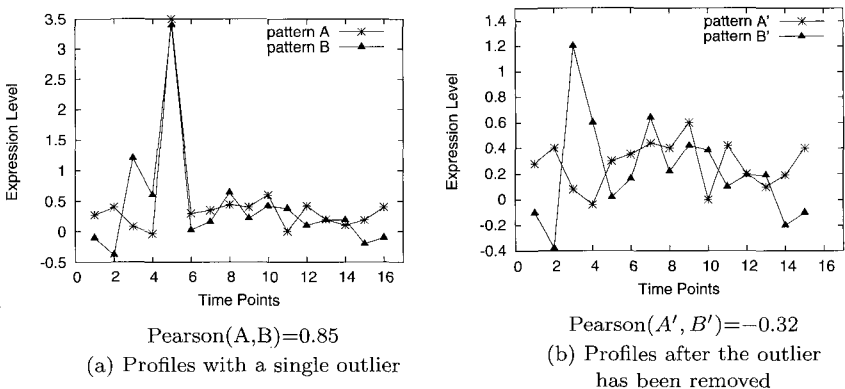 3.5
3
2.5
2
1.5
1
0.5
0
-0.5
Expression Level
pattern A
pattern B
0 2 4 6 8 10 12 14 16
Time Points
Pearson(A,B)=0.85
(a) Profiles with a single outlier
1.4
1.2
1
0.8
0.6
0.4
0.2
0
-0.2
-0.4
Expression Level
pattern A'
pattern B'
0 2 4 6 8 10 12 14 16
Time Points
Pearson(A′, B′)=−0.32
(b) Profiles after the outlier
has been removed